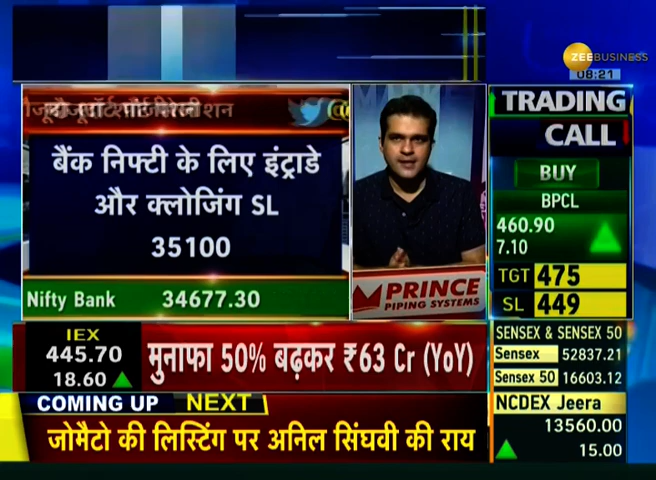 ZEEBUSINESS
08:21
बैंक निफ्टी के लिए इंट्राडे
और क्लोजिंग SL
35100
Nifty Bank 34677.30
PRINCE
PIPING SYSTEMS
TRADING
CALL
BUY
BPCL
460.90
7.10
TGT 475
SL 449
IEX
445.70
18.60
मुनाफा 50% बढ़कर ₹63 Cr (YoY)
SENSEX & SENSEX 50
Sensex 52837.21
Sensex 50 16603.12
NCDEX Jeera
13560.00
15.00
COMING UP NEXT
जोमैटो की लिस्टिंग पर अनिल सिंघवी की राय